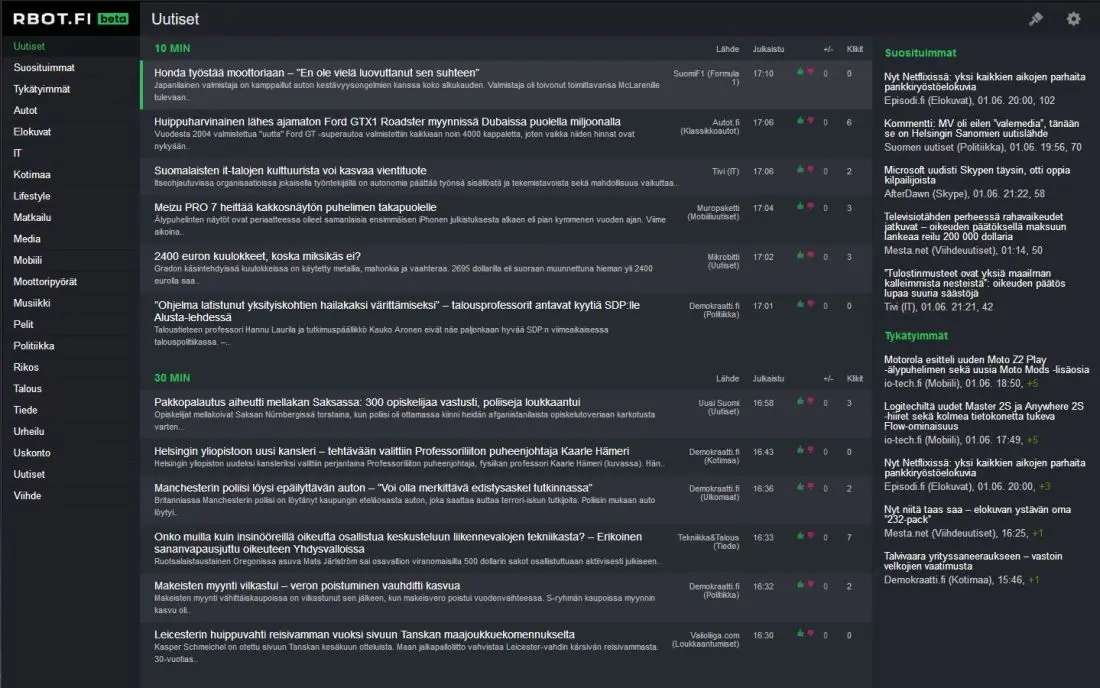 RBOT.FI beta
Uutiset
Uutiset
Suosituimmat
Tykätyimmät
Autot
Elokuvat
IT
Kotimaa
Lifestyle
Matkailu
Media
Mobiili
Moottoripyörät
Musiikki
Pelit
Politiikka
Rikos
Talous
Tiede
Urheilu
Uskonto
Uutiset
Viihde
10 MIN Lähde Julkaistu +/- Klikit
Honda työstää moottoriaan – "En ole vielä luovuttanut sen suhteen"
Japanilainen valmistaja on kamppaillut auton kestävyysongelmien kanssa koko alkukauden. Valmistaja oli toivonut toimittavansa McLarenille
tulevaan..
SuomiF1 (Formula
1)
17:10 0 0
Huippuharvinainen lähes ajamaton Ford GTX1 Roadster myynnissä Dubaissa puolella miljoonalla
Vuodesta 2004 valmistettua "uutta" Ford GT -superautoa valmistettiin kaikkiaan noin 4000 kappaletta, joten vaikka niiden hinnat ovat
nykyään..
Autot.fi
(Klassikkoautot)
17:06 0 6
Suomalaisten it-talojen kulttuurista voi kasvaa vientituote
Itseohjautuvissa organisaatioissa jokaisella työntekijällä on autonomia päättää työnsä sisällöstä ja tekemistavoista sekä mahdollisuus vaikuttaa..
Tivi (IT)
17:06 0 2
Meizu PRO 7 heittää kakkosnäytön puhelimen takapuolelle
Älypuhelinten näytöt ovat periaatteessa olleet samanlaisia ensimmäisen iPhonen julkistuksesta alkaen eli pian kymmenen vuoden ajan. Viime
aikoina..
Muropaketti
(Mobiiliuutiset)
17:04 0 3
2400 euron kuulokkeet, koska miksikäs ei?
Gradon käsintehdyissä kuulokkeissa on käytetty metallia, mahonkia ja vaahteraa. 2695 dollarilla eli suoraan muunnettuna hieman yli 2400
eurolla saa..
Mikrobitti
(Uutiset)
17:02 0 3
"Ohjelma latistunut yksityiskohtien hailakaksi värittämiseksi" – talousprofessorit antavat kyytiä SDP:lle
Alusta-lehdessä
Taloustieteen professori Hannu Laurila ja tutkimuspäällikkö Kauko Aronen eivät näe paljonkaan hyvää SDP:n viimeaikaisessa
talouspolitiikassa. –..
Demokraatti.fi
(Politiikka)
17:01 0 0
30 MIN Lähde Julkaistu +/- Klikit
Pakkopalautus aiheutti mellakan Saksassa: 300 opiskelijaa vastusti, poliiseja loukkaantui
Opiskelijat mellakoivat Saksan Nürnbergissä torstaina, kun poliisi oli ottamassa kiinni heidän afganistanilaista opiskelutoveriaan karkotusta
varten..
Uusi Suomi
(Uutiset)
16:58 0 3
Helsingin yliopistoon uusi kansleri – tehtävään valittiin Professoriliiton puheenjohtaja Kaarle Hämeri
Helsingin yliopiston uudeksi kansleriksi valittiin perjantaina Professoriliiton puheenjohtaja, fysiikan professori Kaarle Hämeri (kuvassa). Hän..
Demokraatti.fi
(Kotimaa)
16:43 0 0
Manchesterin poliisi löysi epäilyttävän auton – "Voi olla merkittävä edistysaskel tutkinnassa"
Britanniassa Manchesterin poliisi on löytänyt kaupungin eteläosasta auton, joka saattaa auttaa terrori-iskun tutkijoita. Poliisin mukaan auto
löytyi..
Demokraatti.fi
(Ulkomaat)
16:36 0 2
Onko muilla kuin insinööreillä oikeutta osallistua keskusteluun liikennevalojen tekniikasta? – Erikoinen
sananvapausjuttu oikeuteen Yhdysvalloissa
Ruotsalaistaustainen Oregonissa asuva Mats Järlström sai osavaltion viranomaisilta 500 dollarin sakot osallistuttuaan aktiivisesti julkiseen..
Tekniikka&Talous
(Tiede)
16:33 0 7
Makeisten myynti vilkastui – veron poistuminen vauhditti kasvua
Makeisten myynti vähittäiskaupoissa on vilkastunut sen jälkeen, kun makeisvero poistui vuodenvaihteessa. S-ryhmän kaupoissa myynnin
kasvu oli..
Demokraatti.fi
(Politiikka)
16:32 0 2
Leicesterin huippuvahti reisivamman vuoksi sivuun Tanskan maajoukkuekomennukselta
Kasper Schmeichel on otettu sivuun Tanskan kesäkuun otteluista. Maan jalkapalloliitto vahvistaa Leicester-vahdin kärsivän reisivammasta.
30-vuotias..
Valioliiga.com
(Loukkaantumiset)
16:30 0 0
Suosituimmat
Nyt Netflixissä: yksi kaikkien aikojen parhaita
pankkiryöstöelokuvia
Episodi.fi (Elokuvat), 01.06. 20:00, 102
Kommentti: MV oli eilen "valemedia", tänään
se on Helsingin Sanomien uutislähde
Suomen uutiset (Politiikka), 01.06. 19:56, 70
Microsoft uudisti Skypen täysin, otti oppia
kilpailijoista
AfterDawn (Skype), 01.06. 21:22, 58
Televisiotähden perheessä rahavaikeudet
jatkuvat – oikeuden päätöksellä maksuun
lankeaa reilu 200 000 dollaria
Mesta.net (Viihdeuutiset), 01:14, 50
"Tulostinmusteet ovat yksiä maailman
kalleimmista nesteistä": oikeuden päätös
lupaa suuria säästöjä
Tivi (IT), 01.06. 21:21, 42
Tykätyimmät
Motorola esitteli uuden Moto Z2 Play
-älypuhelimen sekä uusia Moto Mods -lisäosia
io-tech.fi (Mobiili), 01.06. 18:50, +5
Logitechiltä uudet Master 2S ja Anywhere 2S
-hiiret sekä kolmea tietokonetta tukeva
Flow-ominaisuus
io-tech.fi (Mobiili), 01.06. 17:49, +5
Nyt Netflixissä: yksi kaikkien aikojen parhaita
pankkiryöstöelokuvia
Episodi.fi (Elokuvat), 01.06. 20:00, +3
Nyt niitä taas saa – elokuvan ystävän oma
"232-pack"
Mesta.net (Viihdeuutiset), 16:25, +1
Talvivaara yrityssaneeraukseen – vastoin
velkojien vaatimusta
Demokraatti.fi (Kotimaa), 15:46, +1